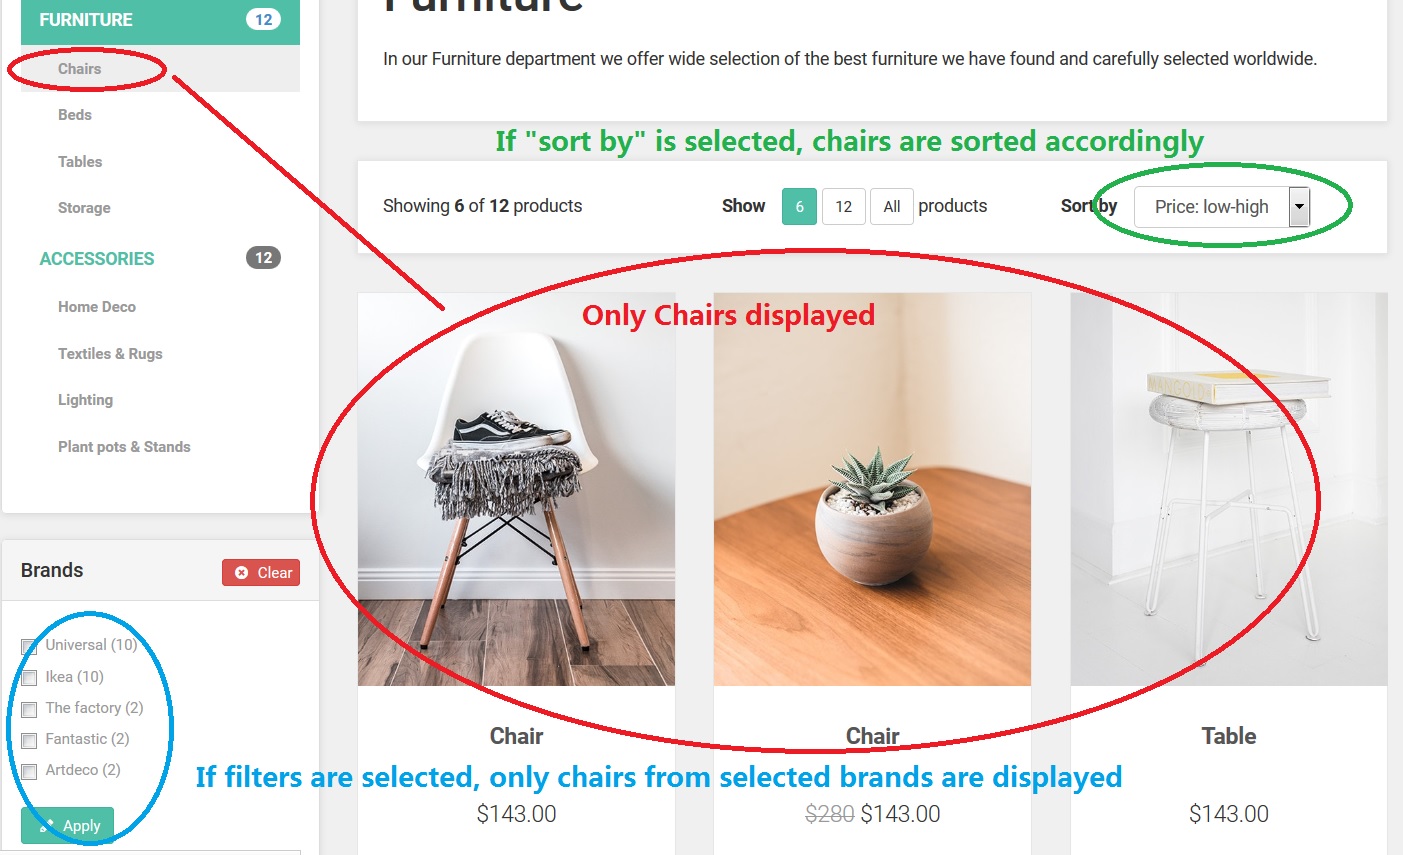 FURNITURE 12
Chairs
Beds
Tables
Storage
ACCESSORIES 12
Home Deco
Textiles & Rugs
Lighting
Plant pots & Stands
Brands
Clear
Universal (10)
Ikea (10)
The factory (2)
Fantastic (2)
Artdeco (2)
Apply
Furniture
In our Furniture department we offer wide selection of the best furniture we have found and carefully selected worldwide.
If "sort by" is selected, chairs are sorted accordingly
Showing 6 of 12 products
Show 6 12 All products
Sort by Price: low-high
Only Chairs displayed
Chair
Chair
Table
If filters are selected, only chairs from selected brands are displayed
$143.00
$280 $143.00
$143.00